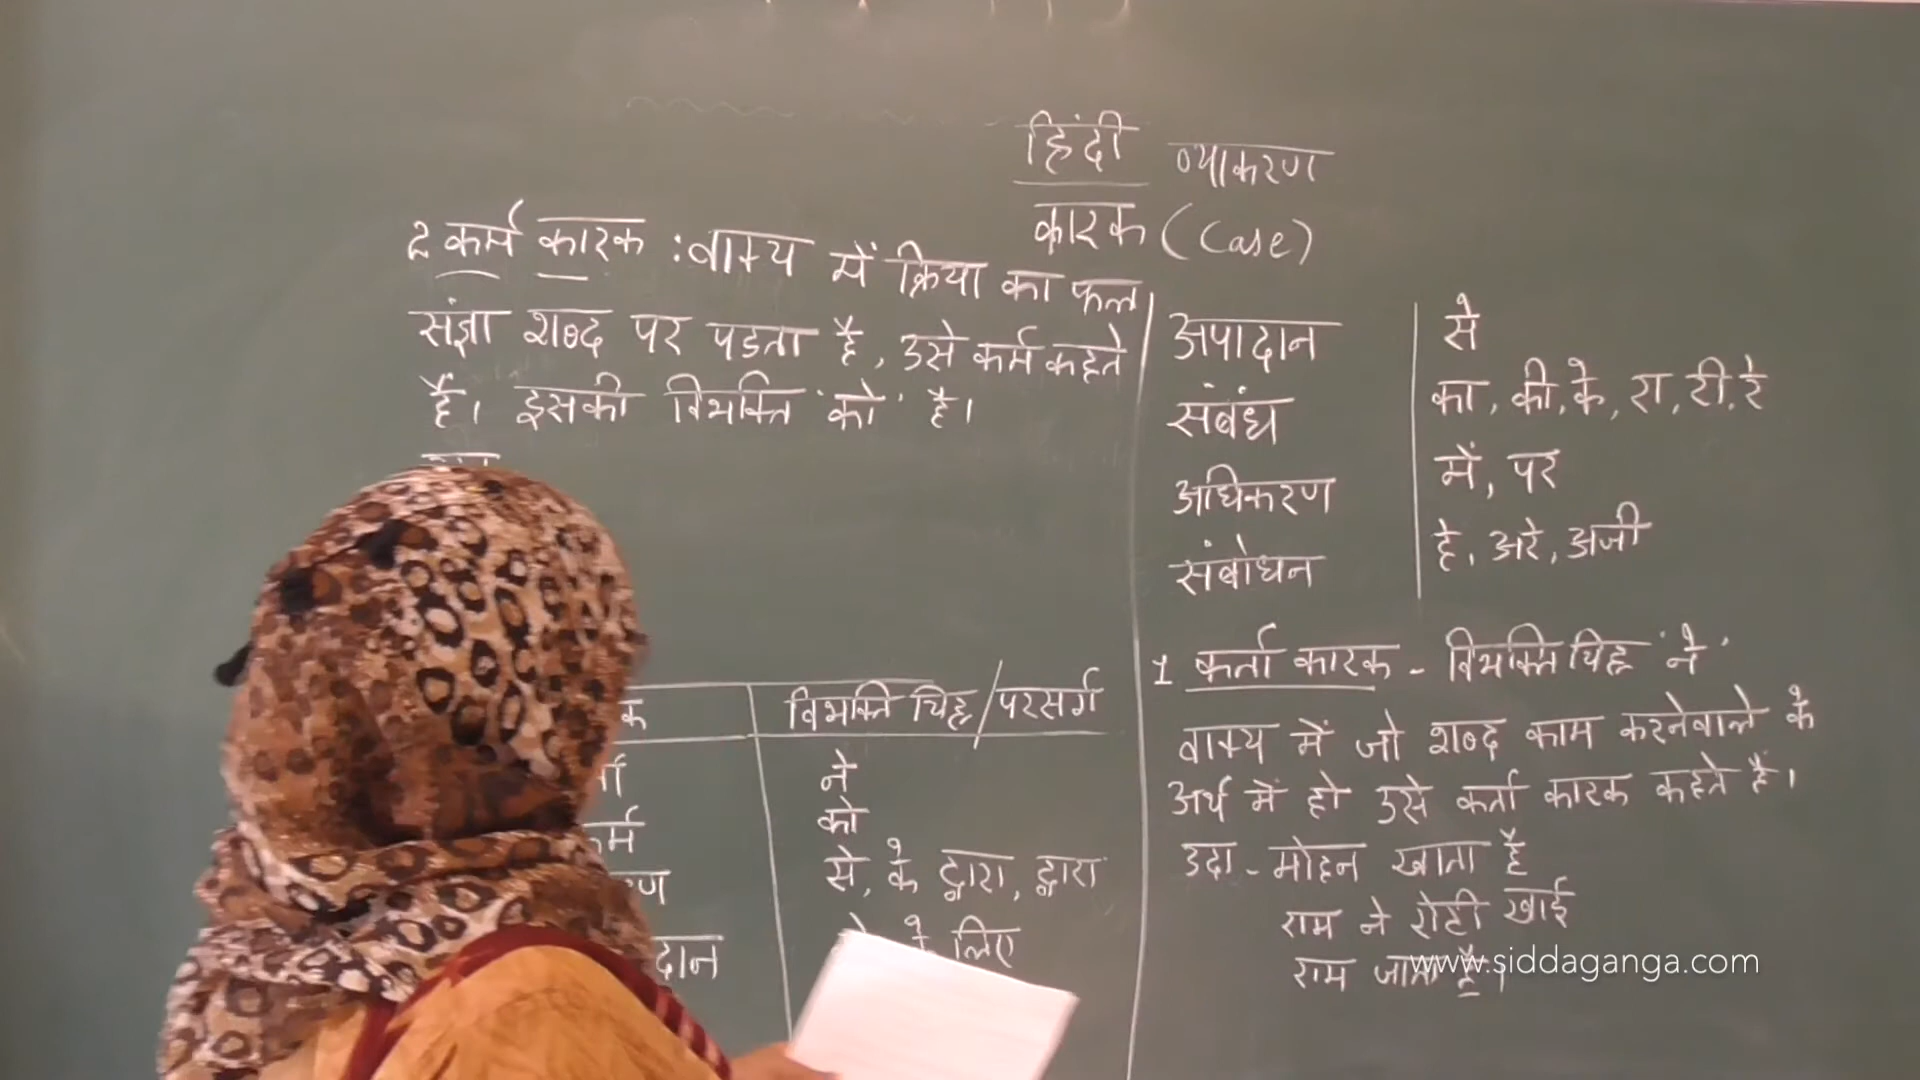 हिंदी व्याकरण
कारक (Case)
2 कर्म कारक : वाक्य में क्रिया का फल
संज्ञा शब्द पर पडता है, उसे कर्म कहते
हैं। इसकी विभक्ति 'को' है।
विभक्ति चिह्न / परसर्ग
ने
को
से, के द्वारा, द्वारा
लिए
अपादान से
संबंध का, की, के, रा, री, रे
अधिकरण में, पर
संबोधन हे, अरे, अजी
1 कर्ता कारक - विभक्ति चिह्न 'ने'
वाक्य में जो शब्द काम करनेवाले के
अर्थ में हो उसे कर्ता कारक कहते है।
उदा - मोहन खाता है
राम ने रोटी खाई
राम जाता है।
www.siddaganga.com